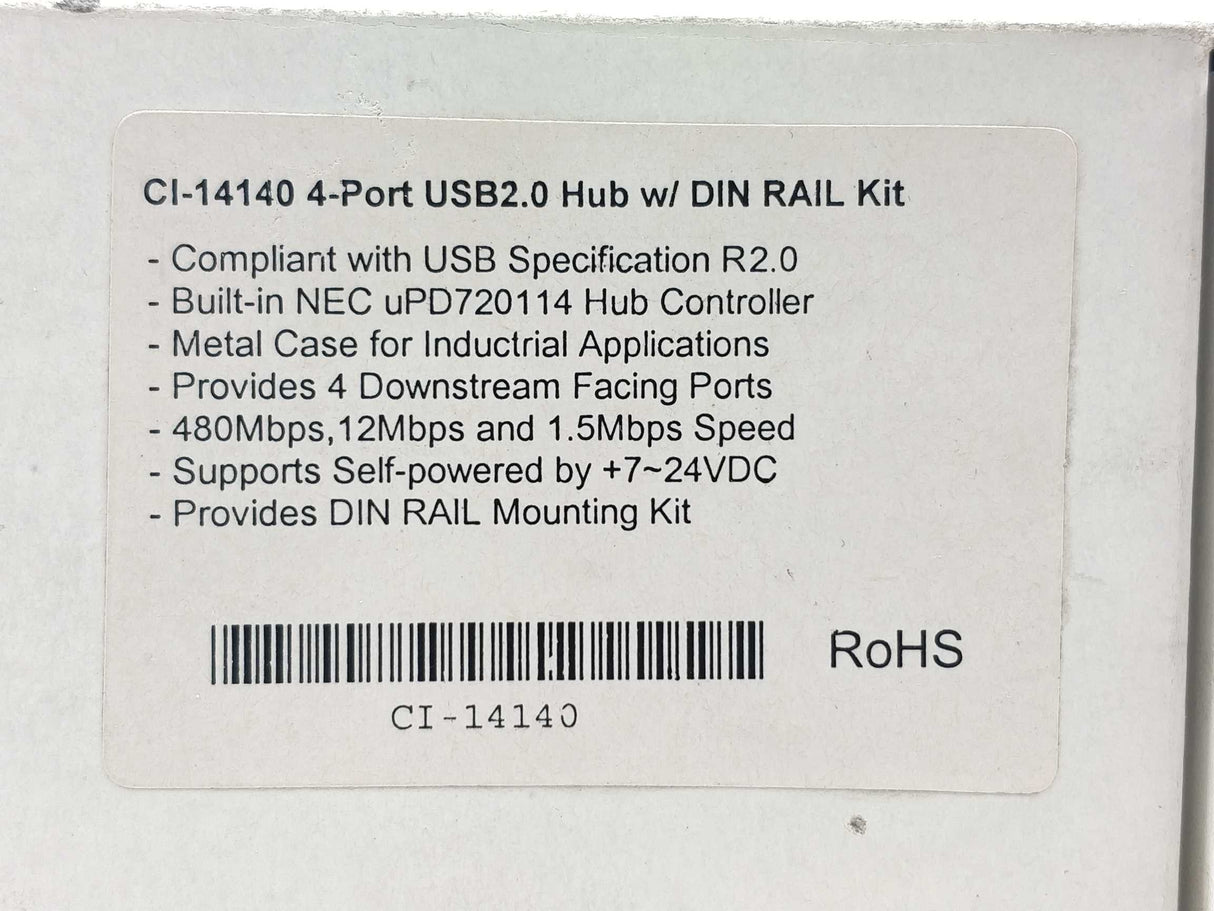 CI-14140 4-Port USB2.0 Hub w/ DIN RAIL Kit
- Compliant with USB Specification R2.0
- Built-in NEC uPD720114 Hub Controller
- Metal Case for Inductrial Applications
- Provides 4 Downstream Facing Ports
- 480Mbps,12Mbps and 1.5Mbps Speed
- Supports Self-powered by +7~24VDC
- Provides DIN RAIL Mounting Kit
RoHS
CI-14140